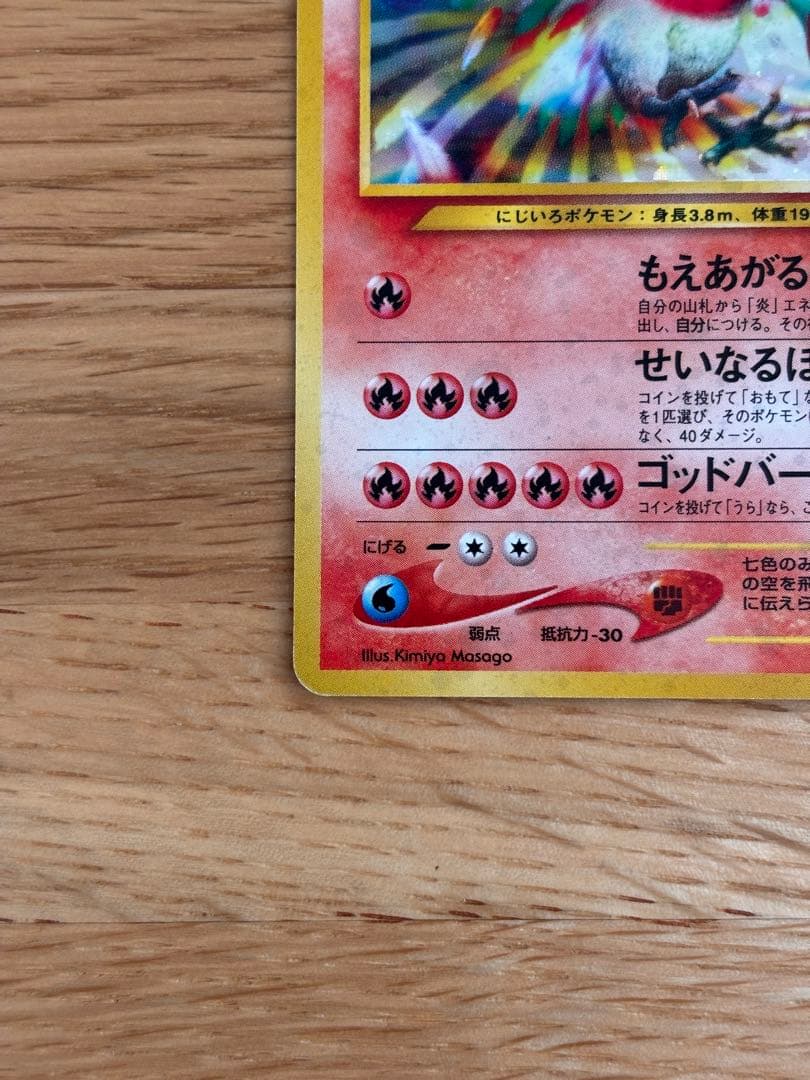 にじいろポケモン：身長3.8m、体重19
もえあがる
自分の山札から「炎」エネ
出し、自分につける。その
せいなるほ
コインを投げて「おもて」な
を1匹選び、そのポケモン
なく、40ダメージ。
ゴッドバー
コインを投げて「うら」なら、こ
にげる
七色のみ
の空を飛
に伝えら
弱点 抵抗力-30
Illus.Kimiya Masago